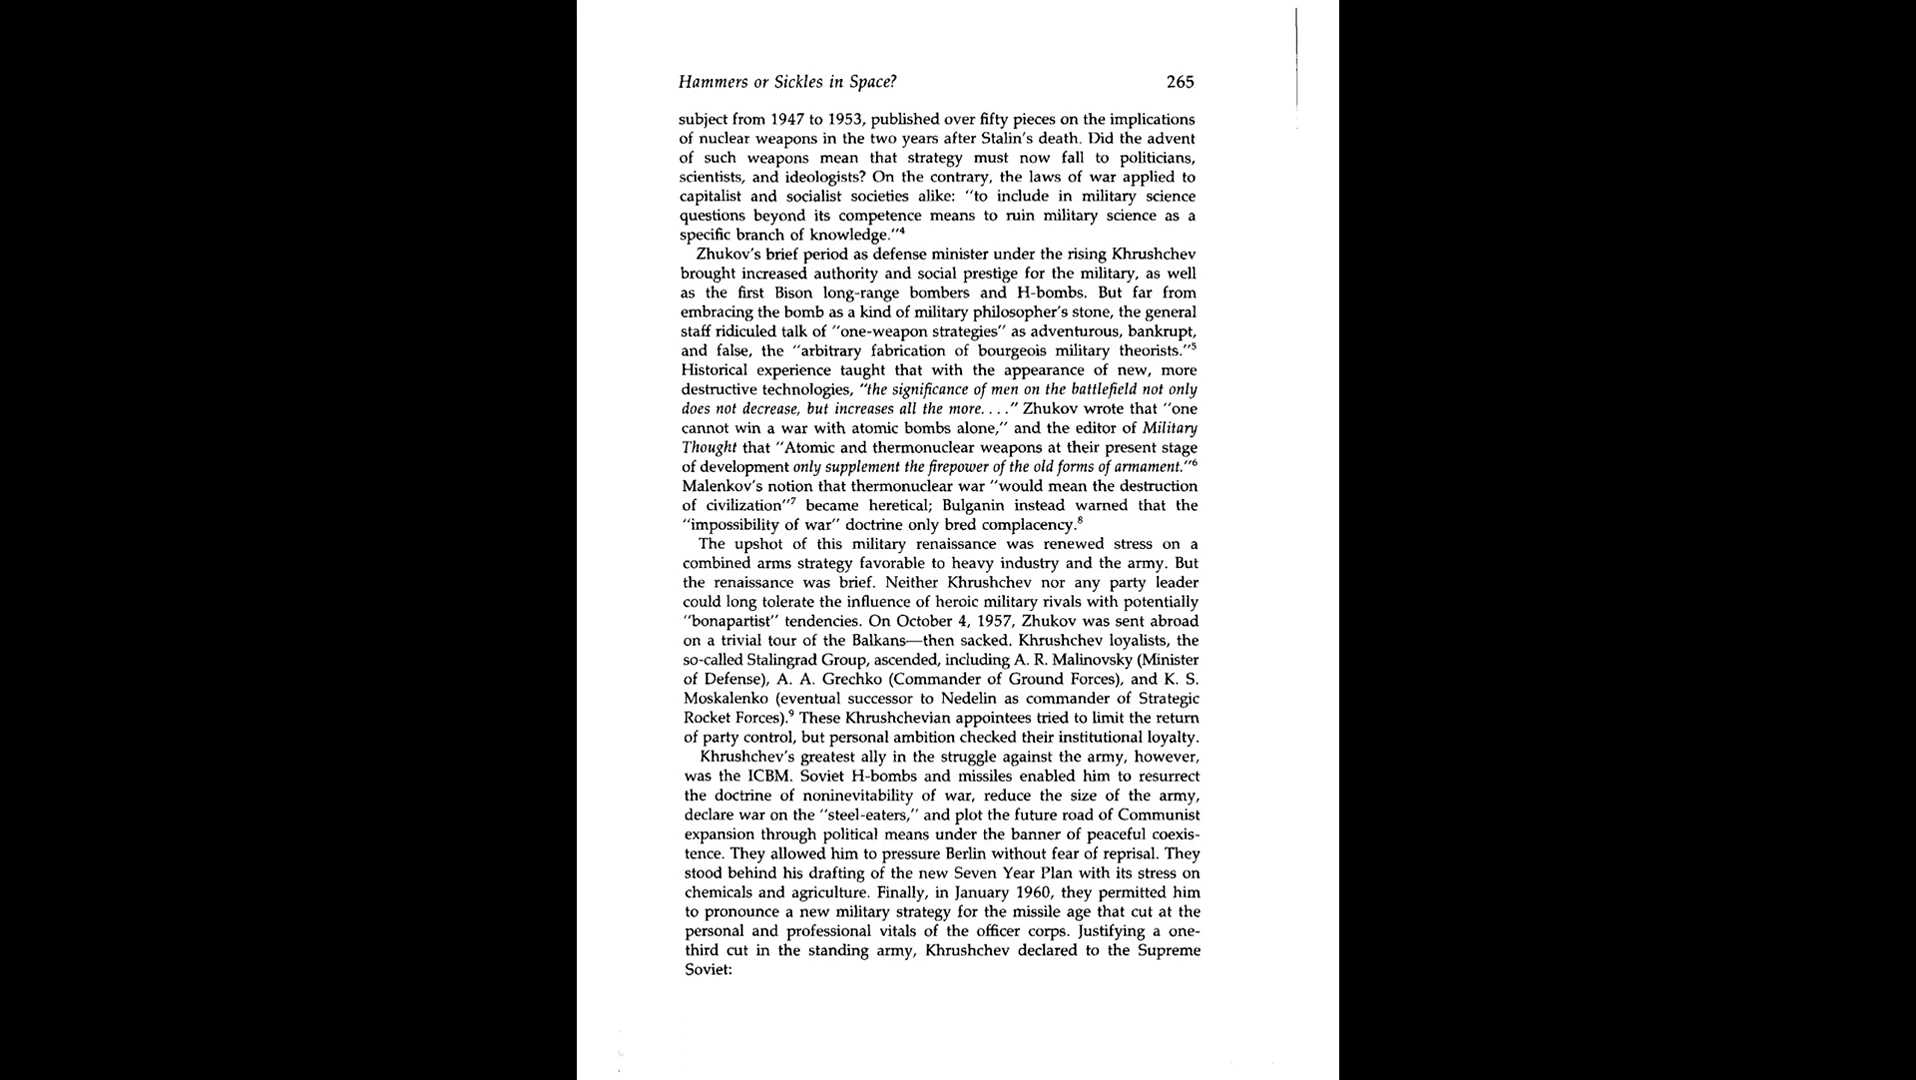 Hammers or Sickles in Space? 265
subject from 1947 to 1953, published over fifty pieces on the implications
of nuclear weapons in the two years after Stalin's death. Did the advent
of such weapons mean that strategy must now fall to politicians,
scientists, and ideologists? On the contrary, the laws of war applied to
capitalist and socialist societies alike: "to include in military science
questions beyond its competence means to ruin military science as a
specific branch of knowledge."⁴
Zhukov's brief period as defense minister under the rising Khrushchev
brought increased authority and social prestige for the military, as well
as the first Bison long-range bombers and H-bombs. But far from
embracing the bomb as a kind of military philosopher's stone, the general
staff ridiculed talk of "one-weapon strategies" as adventurous, bankrupt,
and false, the "arbitrary fabrication of bourgeois military theorists."⁵
Historical experience taught that with the appearance of new, more
destructive technologies, "the significance of men on the battlefield not only
does not decrease, but increases all the more. . . ." Zhukov wrote that "one
cannot win a war with atomic bombs alone," and the editor of Military
Thought that "Atomic and thermonuclear weapons at their present stage
of development only supplement the firepower of the old forms of armament."⁶
Malenkov's notion that thermonuclear war "would mean the destruction
of civilization"⁷ became heretical; Bulganin instead warned that the
"impossibility of war" doctrine only bred complacency.⁸
The upshot of this military renaissance was renewed stress on a
combined arms strategy favorable to heavy industry and the army. But
the renaissance was brief. Neither Khrushchev nor any party leader
could long tolerate the influence of heroic military rivals with potentially
"bonapartist" tendencies. On October 4, 1957, Zhukov was sent abroad
on a trivial tour of the Balkans—then sacked. Khrushchev loyalists, the
so-called Stalingrad Group, ascended, including A. R. Malinovsky (Minister
of Defense), A. A. Grechko (Commander of Ground Forces), and K. S.
Moskalenko (eventual successor to Nedelin as commander of Strategic
Rocket Forces).⁹ These Khrushchevian appointees tried to limit the return
of party control, but personal ambition checked their institutional loyalty.
Khrushchev's greatest ally in the struggle against the army, however,
was the ICBM. Soviet H-bombs and missiles enabled him to resurrect
the doctrine of noninevitability of war, reduce the size of the army,
declare war on the "steel-eaters," and plot the future road of Communist
expansion through political means under the banner of peaceful coexis-
tence. They allowed him to pressure Berlin without fear of reprisal. They
stood behind his drafting of the new Seven Year Plan with its stress on
chemicals and agriculture. Finally, in January 1960, they permitted him
to pronounce a new military strategy for the missile age that cut at the
personal and professional vitals of the officer corps. Justifying a one-
third cut in the standing army, Khrushchev declared to the Supreme
Soviet: